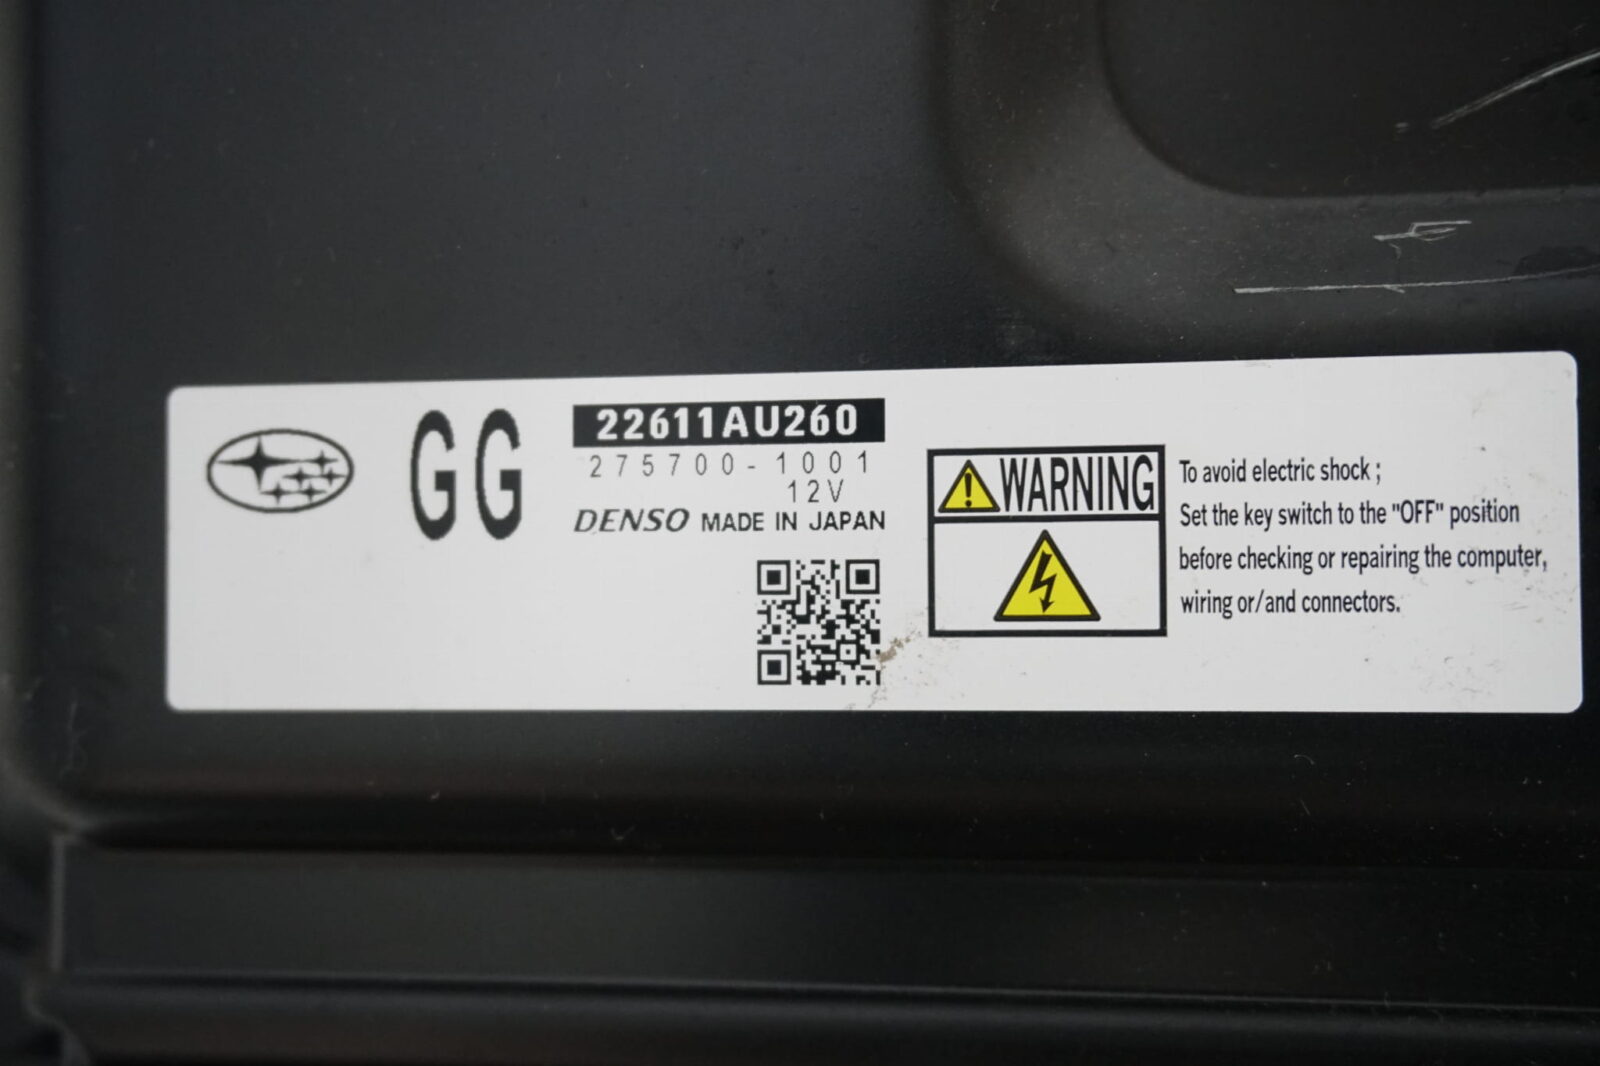 GG
22611AU260
275700-1001
12V
DENSO MADE IN JAPAN
WARNING
To avoid electric shock ;
Set the key switch to the "OFF" position
before checking or repairing the computer,
wiring or/and connectors.